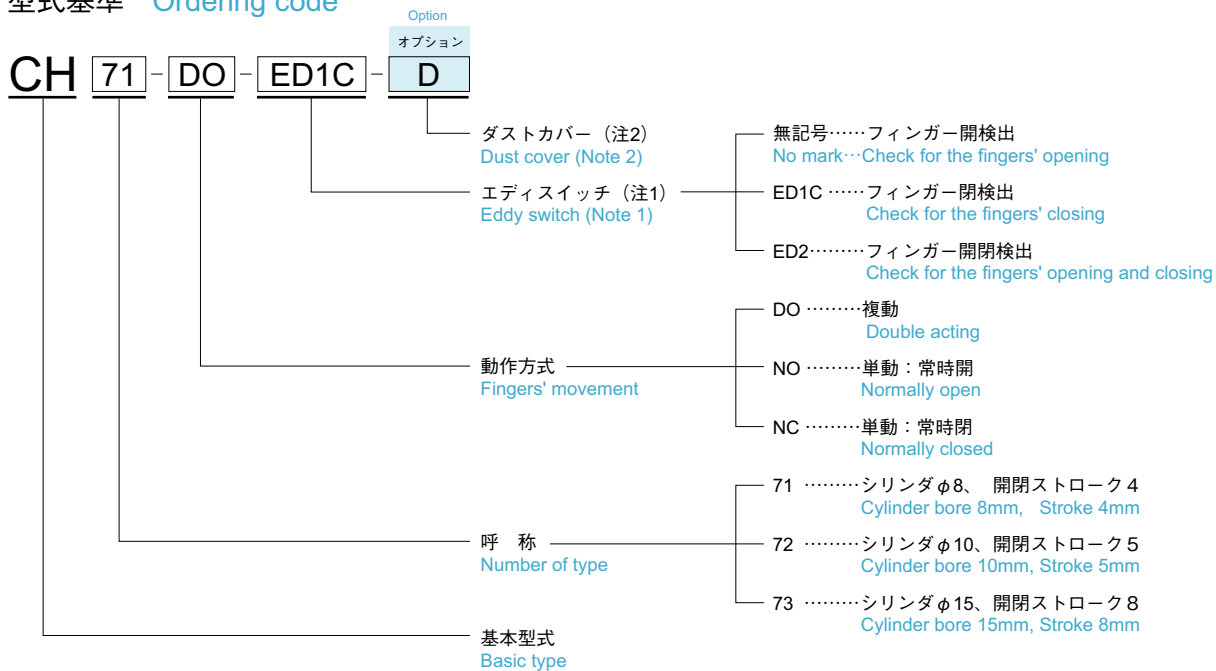 型式基準 Ordering code
Option
オプション
CH 71-DO-ED1C-D
ダストカバー(注2)
Dust cover (Note 2)
エディスイッチ(注1)
Eddy switch (Note 1)
無記号……フィンガー開検出
No mark…Check for the fingers' opening
ED1C ……フィンガー閉検出
Check for the fingers' closing
ED2………フィンガー開閉検出
Check for the fingers' opening and closing
動作方式
Fingers' movement
DO ………複動
Double acting
NO ………単動:常時開
Normally open
NC ………単動:常時閉
Normally closed
呼 称
Number of type
71 ………シリンダφ8、 開閉ストローク4
Cylinder bore 8mm, Stroke 4mm
72 ………シリンダφ10、開閉ストローク5
Cylinder bore 10mm, Stroke 5mm
73 ………シリンダφ15、開閉ストローク8
Cylinder bore 15mm, Stroke 8mm
基本型式
Basic type